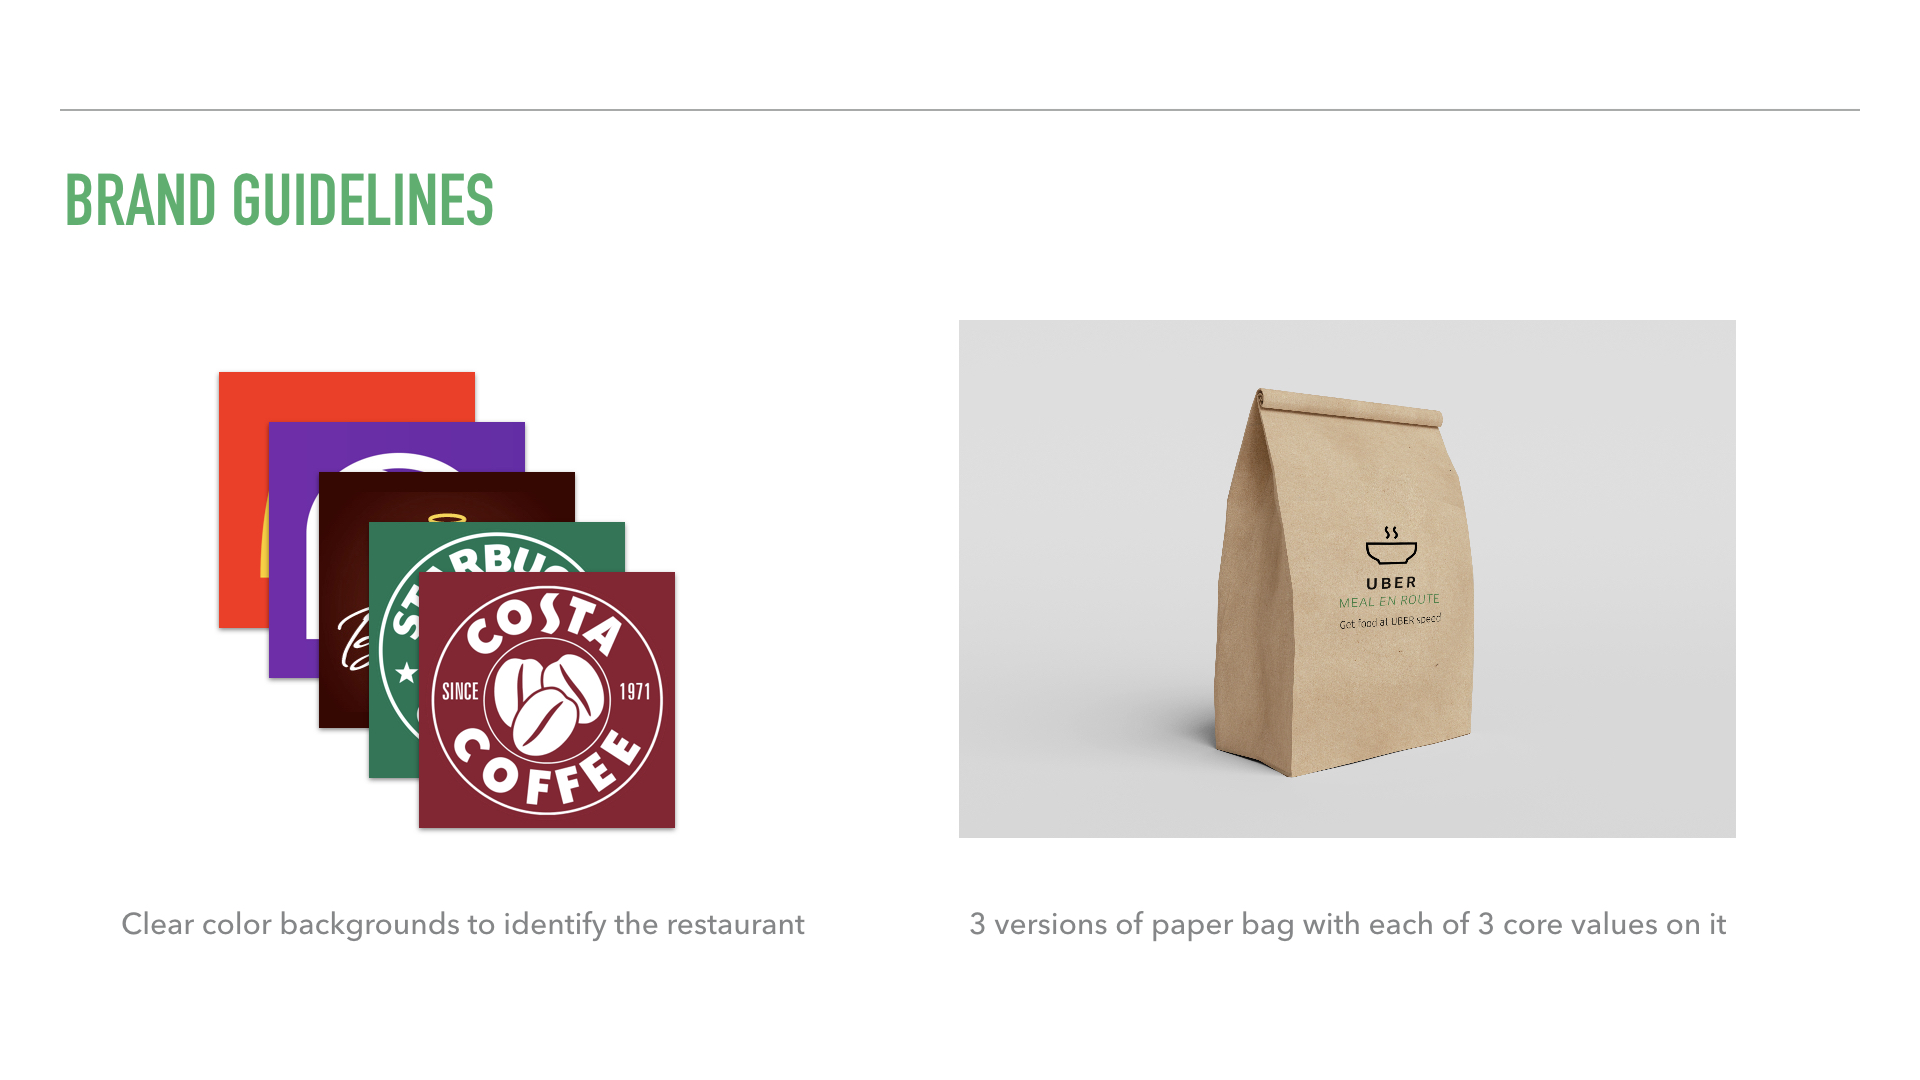 BRAND GUIDELINES
STARBUC
COSTA
SINCE 1971
COFFEE
UBER
MEAL EN ROUTE
Get food at UBER speed
Clear color backgrounds to identify the restaurant
3 versions of paper bag with each of 3 core values on it